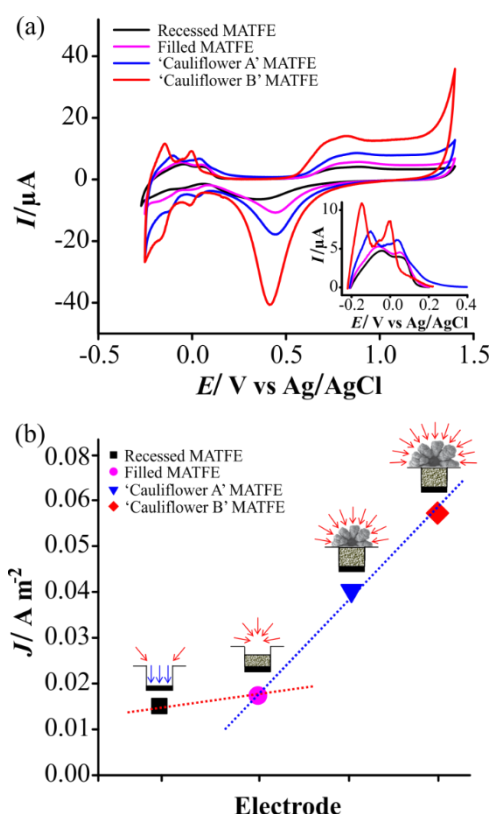 (a)
Recessed MATFE
Filled MATFE
'Cauliflower A' MATFE
'Cauliflower B' MATFE
I/μA
40
20
0
-20
-40
-0.5 0.0 0.5 1.0 1.5
E/ V vs Ag/AgCl
I/μA
10
5
0
-0.2 0.0 0.2 0.4
E/ V vs Ag/AgCl
(b)
Recessed MATFE
Filled MATFE
'Cauliflower A' MATFE
'Cauliflower B' MATFE
J/ A m⁻²
0.08
0.06
0.05
0.04
0.03
0.02
0.01
0.00
Electrode